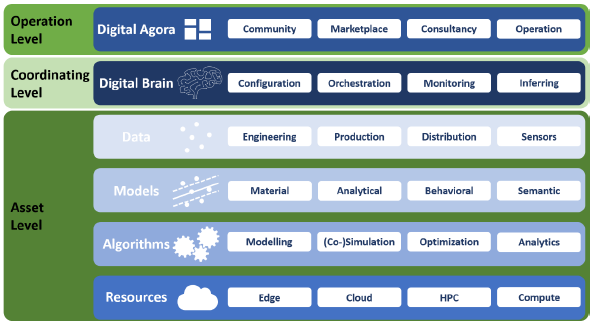 Operation
Level
Digital Agora
Community
Marketplace
Consultancy
Operation
Coordinating
Level
Digital Brain
Configuration
Orchestration
Monitoring
Inferring
Asset
Level
Data
Engineering
Production
Distribution
Sensors
Models
Material
Analytical
Behavioral
Semantic
Algorithms
Modelling
(Co-)Simulation
Optimization
Analytics
Resources
Edge
Cloud
HPC
Compute